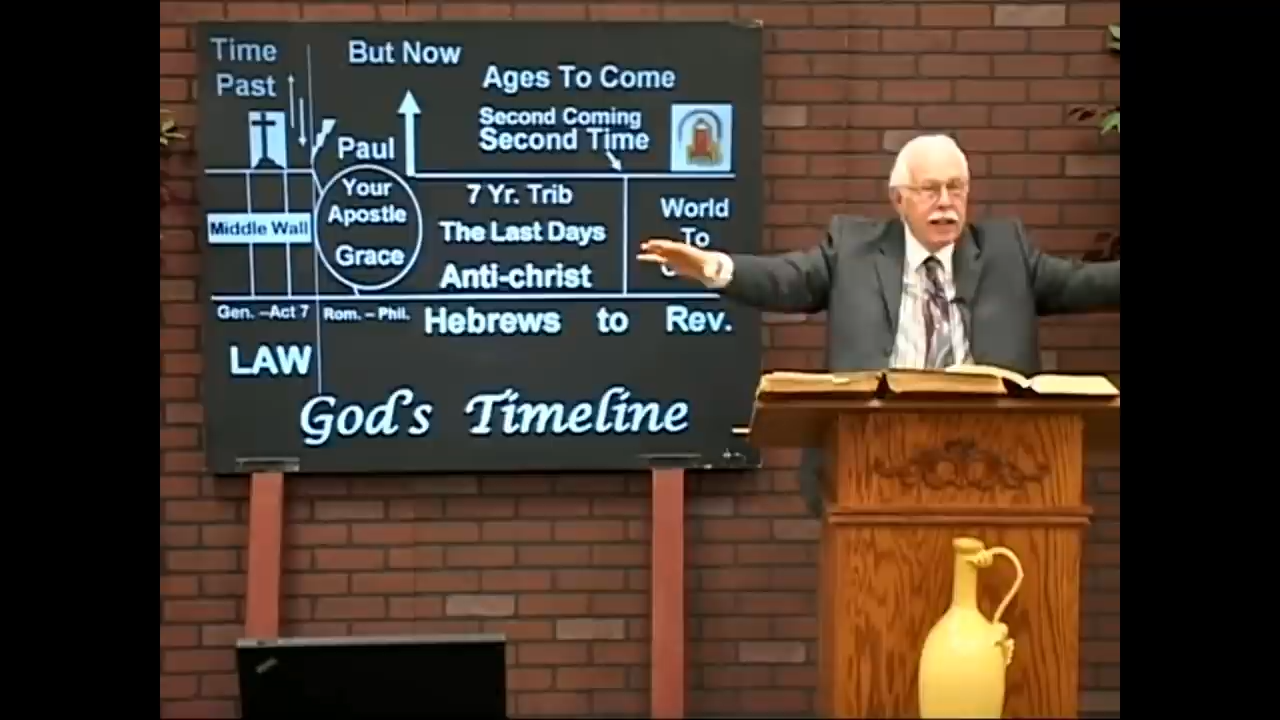 Time
Past
But Now
Ages To Come
Second Coming
Second Time
Paul
Your
Apostle
Grace
Middle Wall
7 Yr. Trib
The Last Days
Anti-christ
World
To
Gen. –Act 7
Rom. – Phil.
Hebrews to Rev.
LAW
God's Timeline